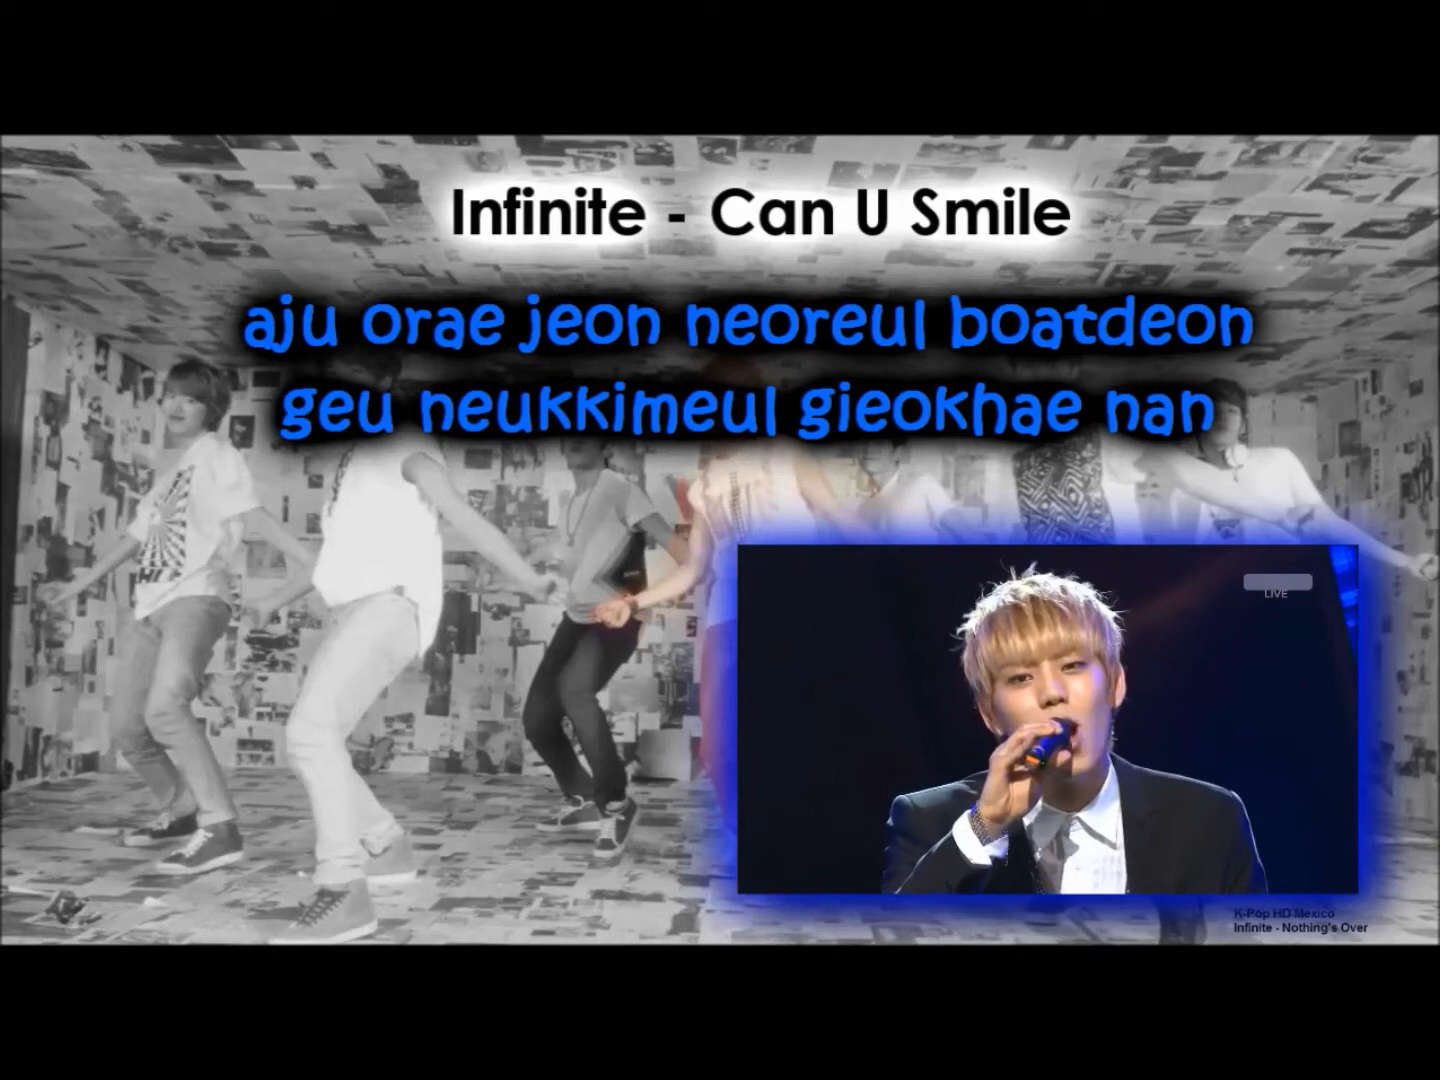 Infinite - Can U Smile
aju orae jeon neoreul boatdeon
geu neukkimeul gieokhae nan
LIVE
K-Pop HD Mexico
Infinite - Nothing's Over